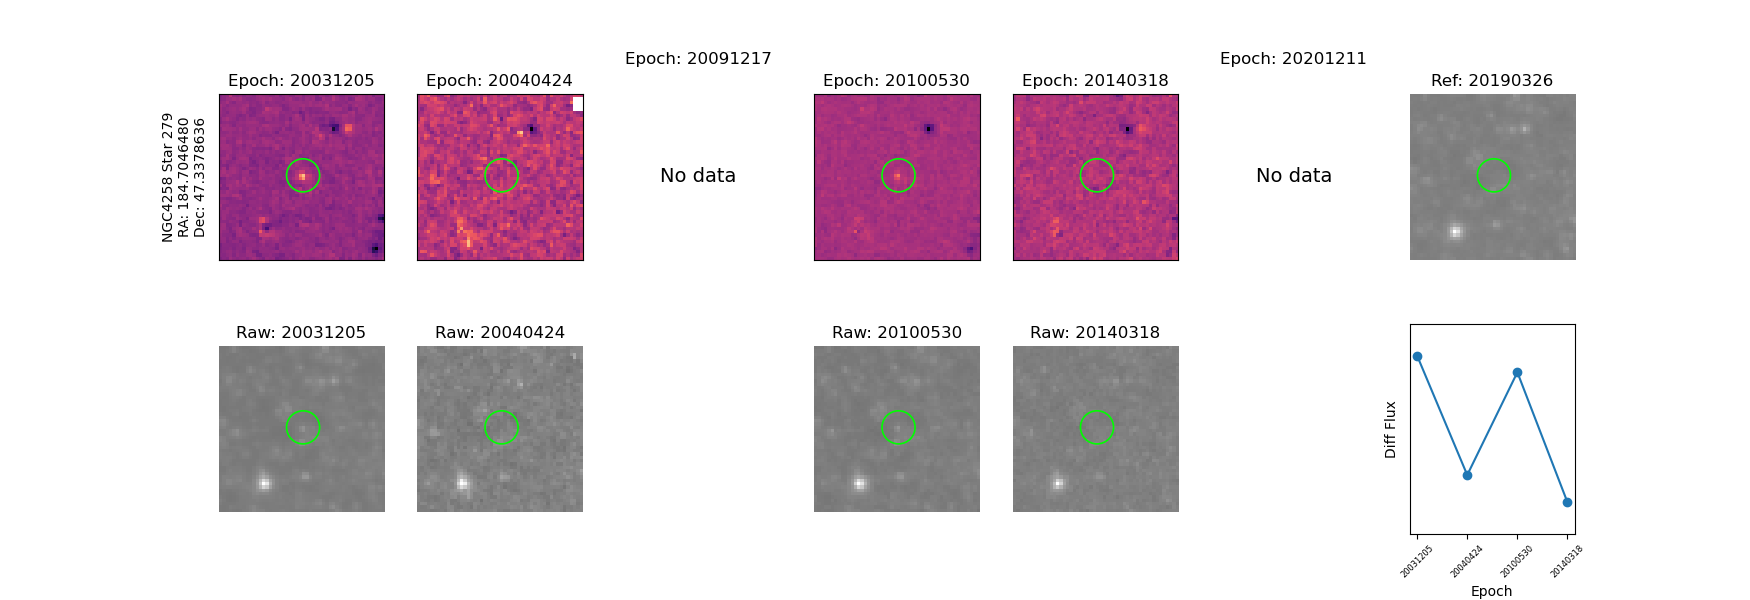 Epoch: 20091217
Epoch: 20201211
Epoch: 20031205
Epoch: 20040424
Epoch: 20100530
Epoch: 20140318
Ref: 20190326
NGC4258 Star 279
RA: 184.7046480
Dec: 47.3378636
No data
No data
Raw: 20031205
Raw: 20040424
Raw: 20100530
Raw: 20140318
Diff Flux
20031205
20040424
20100530
20140318
Epoch